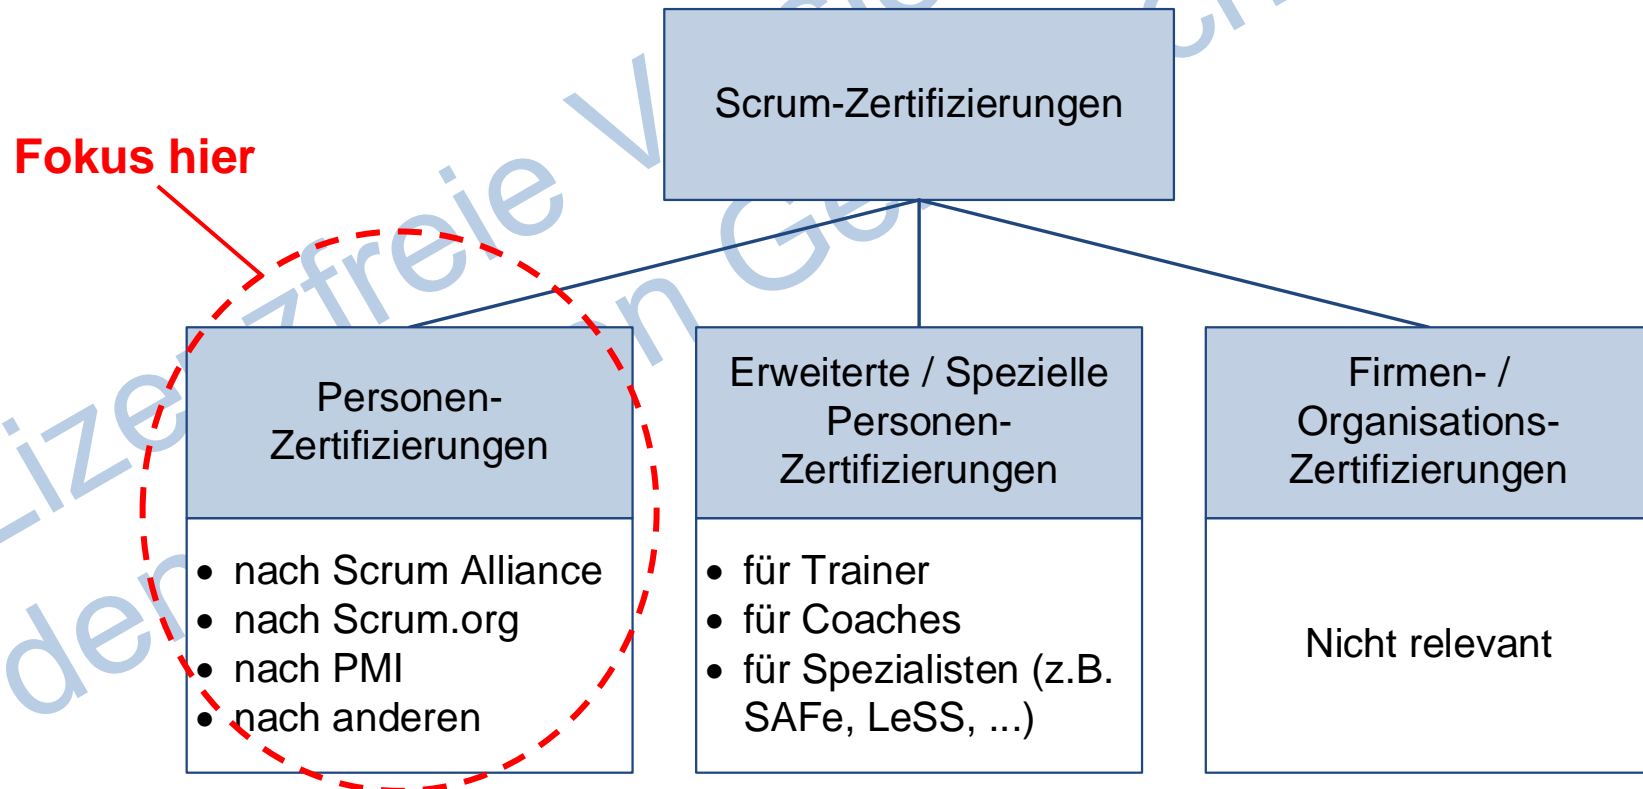 Scrum-Zertifizierungen
Fokus hier
Personen-
Zertifizierungen
• nach Scrum Alliance
• nach Scrum.org
• nach PMI
• nach anderen
Erweiterte / Spezielle
Personen-
Zertifizierungen
• für Trainer
• für Coaches
• für Spezialisten (z.B.
SAFe, LeSS, ...)
Firmen- /
Organisations-
Zertifizierungen
Nicht relevant
Lizenzfreie